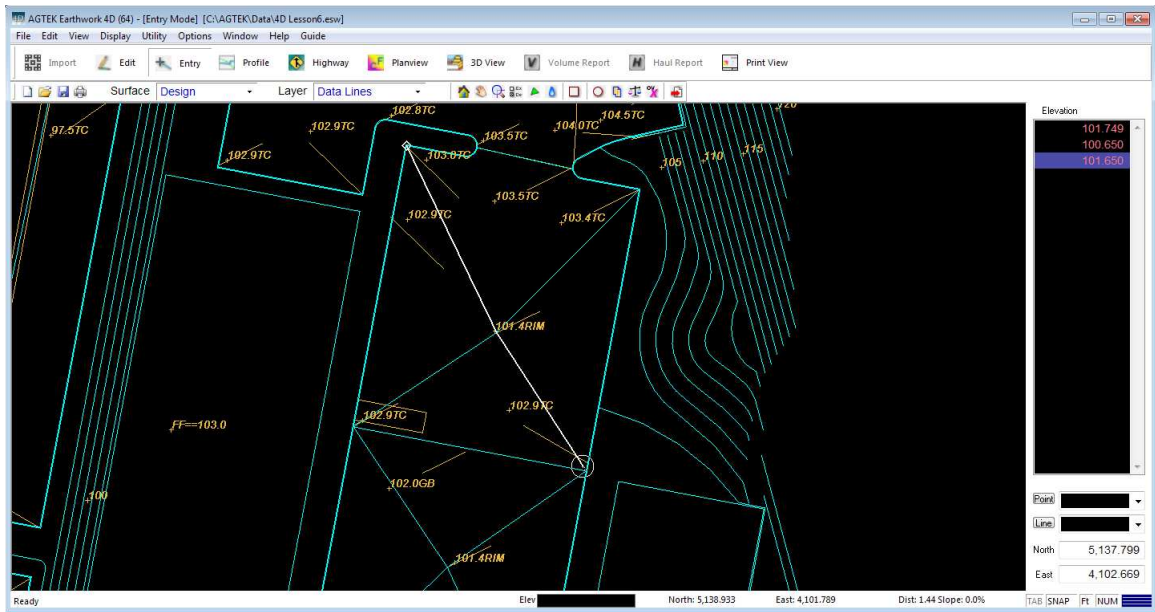 AGTEK Earthwork 4D (64) - [Entry Mode] [C:\AGTEK\Data\4D Lesson6.esw]
File Edit View Display Utility Options Window Help Guide
Import Edit Entry Profile Highway Planview 3D View Volume Report Haul Report Print View
Surface Design Layer Data Lines
Elevation
101.749
100.650
101.650
97.5TC
102.9TC
102.8TC
103.5TC
104.0TC
104.5TC
102.9TC
103.0TC
105
110
115
102.9TC
103.5TC
103.4TC
101.4RIM
102.9TC
102.9TC
FF==103.0
102.0GB
100
101.4RIM
Point
Line
North 5,137.799
East 4,102.669
Ready Elev North: 5,138.933 East: 4,101.789 Dist: 1.44 Slope: 0.0% TAB SNAP Ft NUM